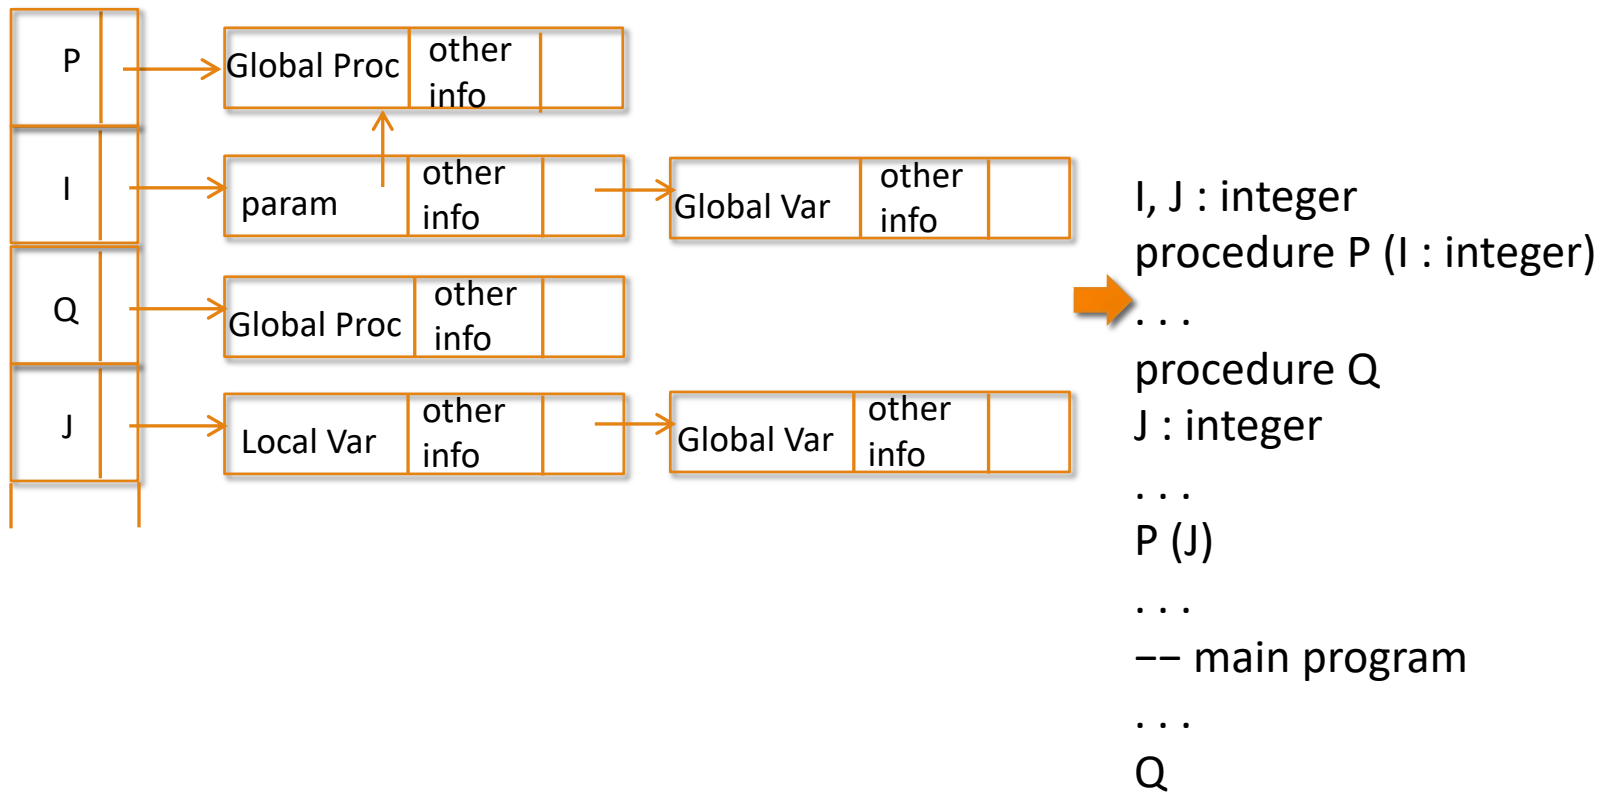 P
Global Proc
other
info
I
param
other
info
Global Var
other
info
Q
Global Proc
other
info
J
Local Var
other
info
Global Var
other
info
I, J : integer
procedure P (I : integer)
. . .
procedure Q
J : integer
. . .
P (J)
. . .
−− main program
. . .
Q